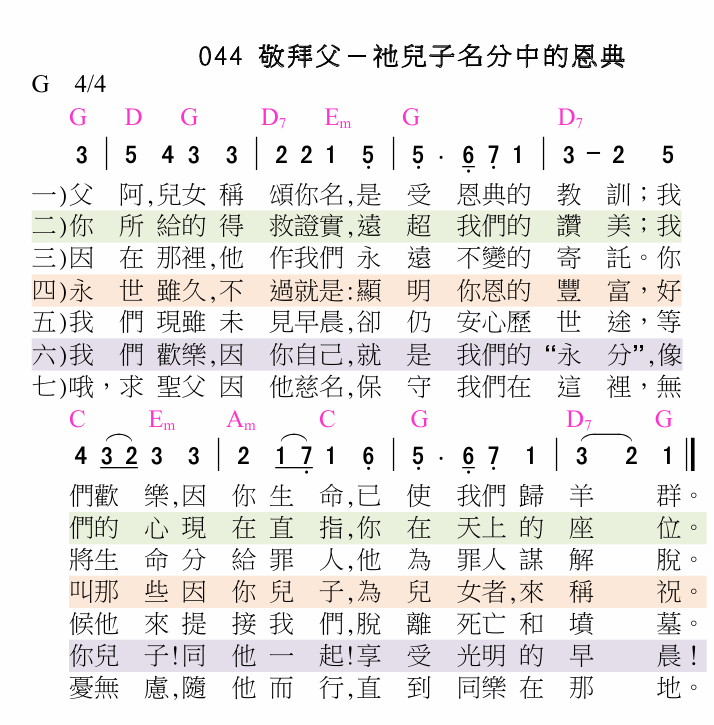 044 敬拜父－祂兒子名分中的恩典
G 4/4
G D G D7 Em G D7
3 | 5 4 3 3 | 2 2 1 5 | 5 · 6 7 1 | 3 – 2 5
一)父 阿,兒女 稱 頌你名,是 受 恩典的 教 訓；我
二)你 所 給的 得 救證實,遠 超 我們的 讚 美；我
三)因 在 那裡,他 作我們 永 遠 不變的 寄 託。你
四)永 世 雖久,不 過就是:顯 明 你恩的 豐 富，好
五)我 們 現雖 未 見早晨,卻 仍 安心歷 世 途，等
六)我 們 歡樂,因 你自己,就 是 我們的 “永 分”,像
七)哦，求 聖父 因 他慈名,保 守 我們在 這 裡，無
C Em Am C G D7 G
4 3 2 3 3 | 2 1 7 1 6 | 5 · 6 7 1 | 3 2 1 ||
們歡 樂,因 你 生 命,已 使 我們 歸 羊 群。
們的 心 現 在 直 指,你 在 天上 的 座 位。
將生 命 分 給 罪 人,他 為 罪人 謀 解 脫。
叫那 些 因 你 兒 子,為 兒 女者,來 稱 祝。
候他 來 提 接 我 們,脫 離 死亡 和 墳 墓。
你兒 子!同 他 一 起!享 受 光明 的 早 晨！
憂無 慮,隨 他 而 行,直 到 同樂 在 那 地。